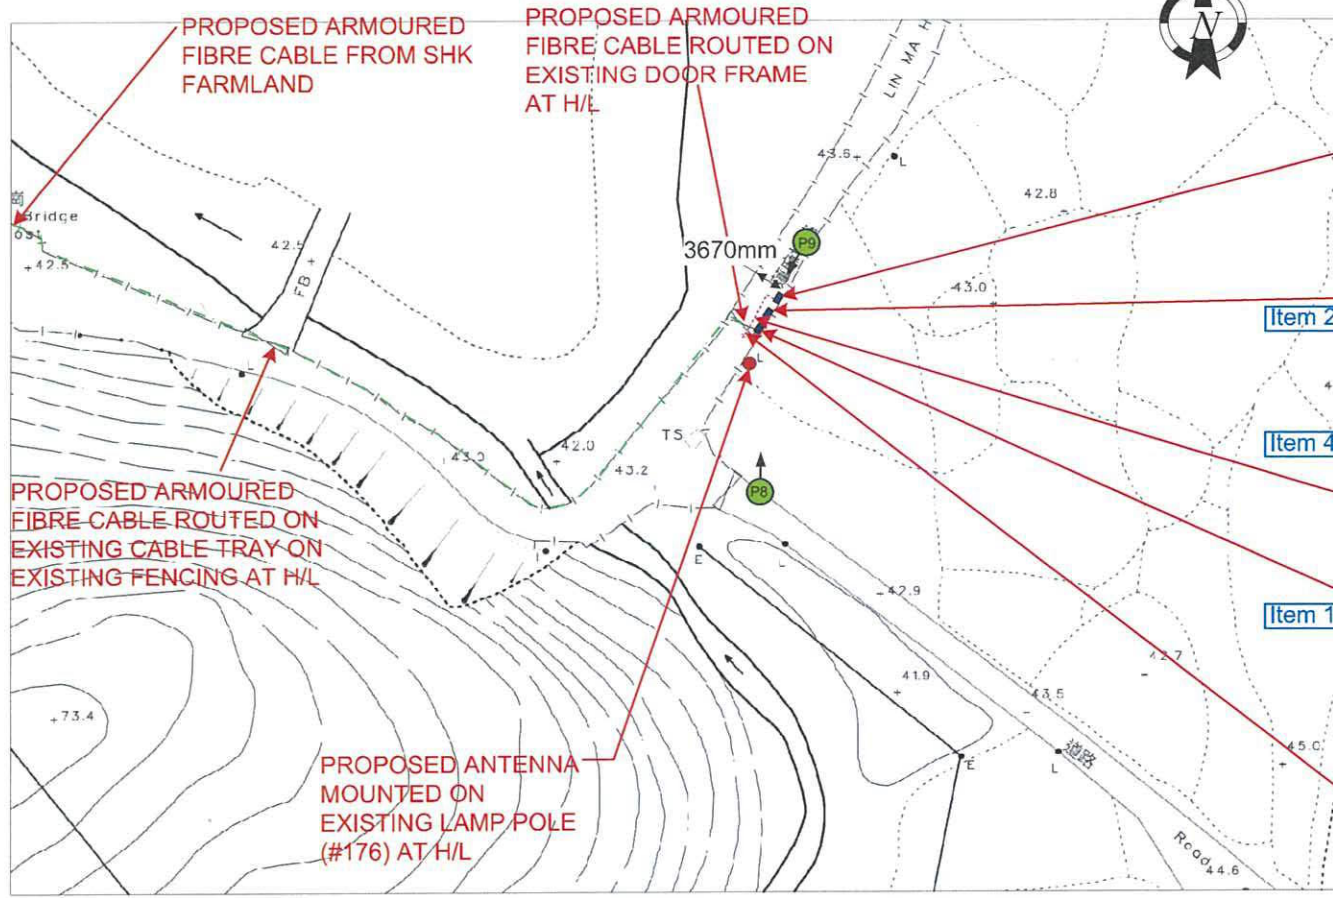 PROPOSED ARMOURED
FIBRE CABLE FROM SHK
FARMLAND
PROPOSED ARMOURED
FIBRE CABLE ROUTED ON
EXISTING DOOR FRAME
AT H/L
N
LIN MA H
43.6
L
42.8
Bridge
42.5
42.5
FB
3670mm
P9
43.0
Item 2
L
L
TS
42.0
43.0
43.2
Item 4
P8
PROPOSED ARMOURED
FIBRE CABLE ROUTED ON
EXISTING CABLE TRAY ON
EXISTING FENCING AT H/L
E
L
42.9
Item 1
42.7
41.9
43.5
73.4
道路
45.0
E
L
PROPOSED ANTENNA
MOUNTED ON
EXISTING LAMP POLE
(#176) AT H/L
Road
44.6